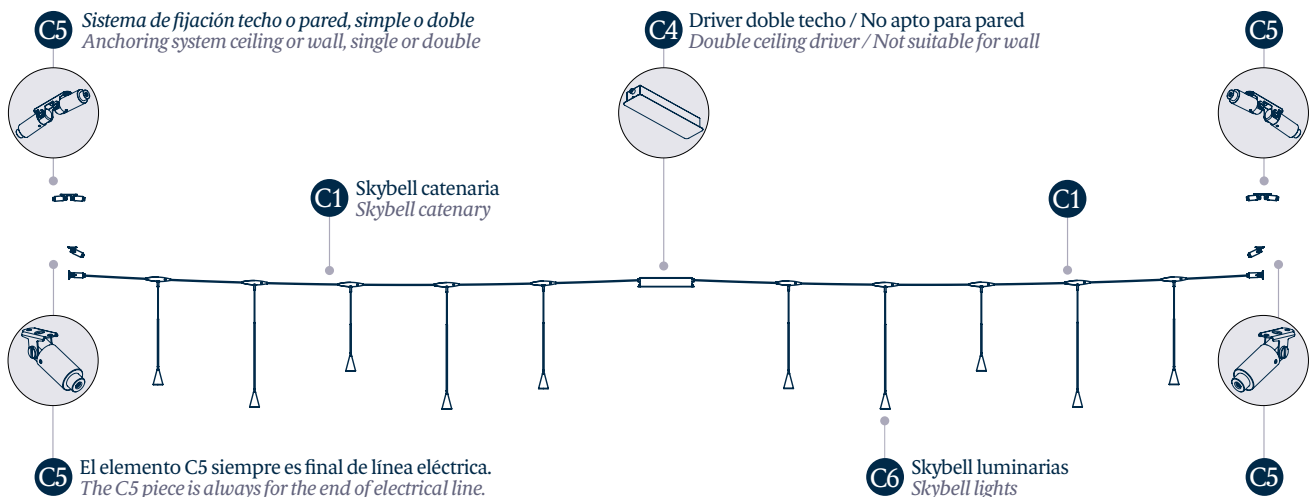 C5
Sistema de fijación techo o pared, simple o doble
Anchoring system ceiling or wall, single or double
C4
Driver doble techo / No apto para pared
Double ceiling driver / Not suitable for wall
C5
C1
Skybell catenaria
Skybell catenary
C1
C5
El elemento C5 siempre es final de línea eléctrica.
The C5 piece is always for the end of electrical line.
C6
Skybell luminarias
Skybell lights
C5